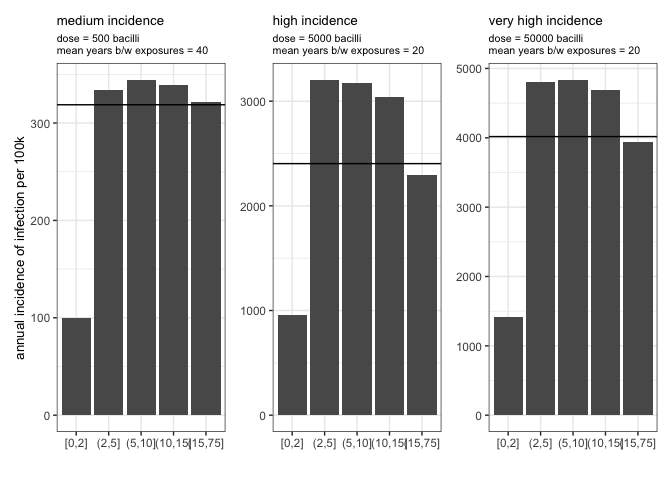 medium incidence
dose = 500 bacilli
mean years b/w exposures = 40
high incidence
dose = 5000 bacilli
mean years b/w exposures = 20
very high incidence
dose = 50000 bacilli
mean years b/w exposures = 20
annual incidence of infection per 100k
300
200
100
0
[0,2]
(2,5]
(5,10]
(10,15]
(15,75]
3000
2000
1000
0
[0,2]
(2,5]
(5,10]
(10,15]
(15,75]
5000
4000
3000
2000
1000
0
[0,2]
(2,5]
(5,10]
(10,15]
(15,75]